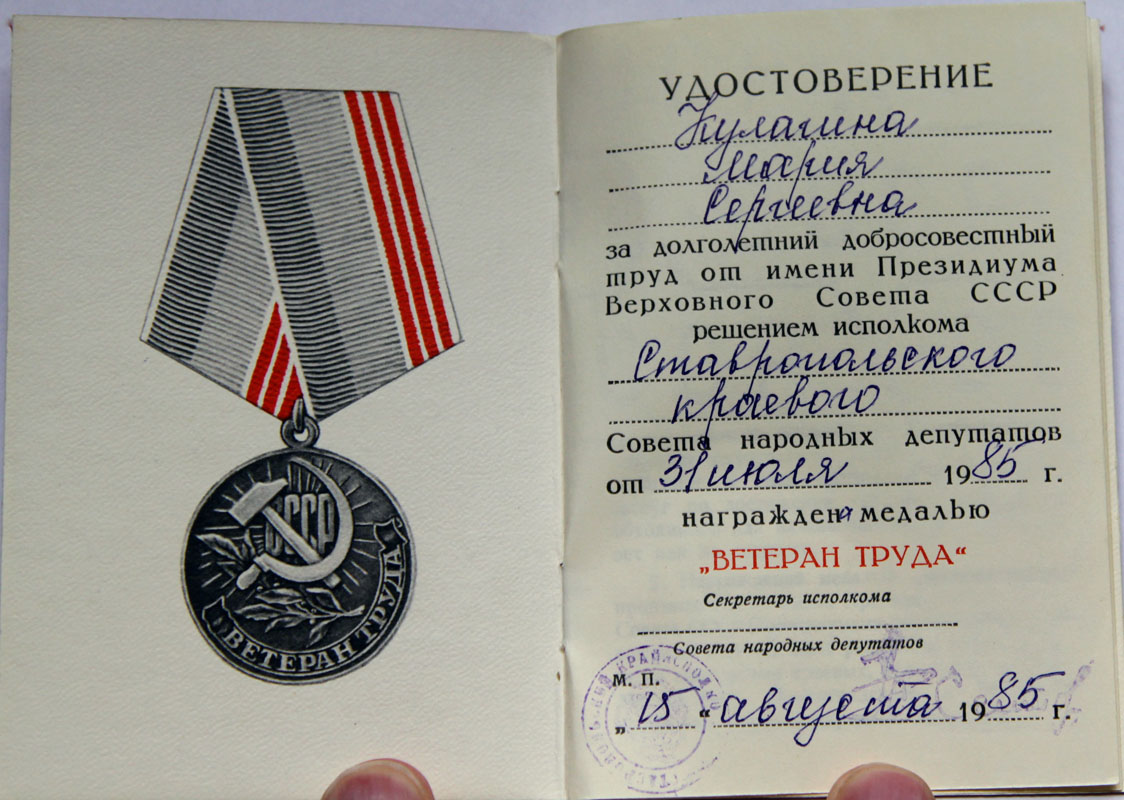 СССР
ВЕТЕРАН ТРУДА
УДОСТОВЕРЕНИЕ
Кулагина
Мария
Сергеевна
за долголетний добросовестный
труд от имени Президиума
Верховного Совета СССР
решением исполкома
Ставропольского
краевого
Совета народных депутатов
от 31 июля 1985 г.
награждена медалью
„ВЕТЕРАН ТРУДА“
Секретарь исполкома
Совета народных депутатов
М. П.
„15“ августа 1985 г.